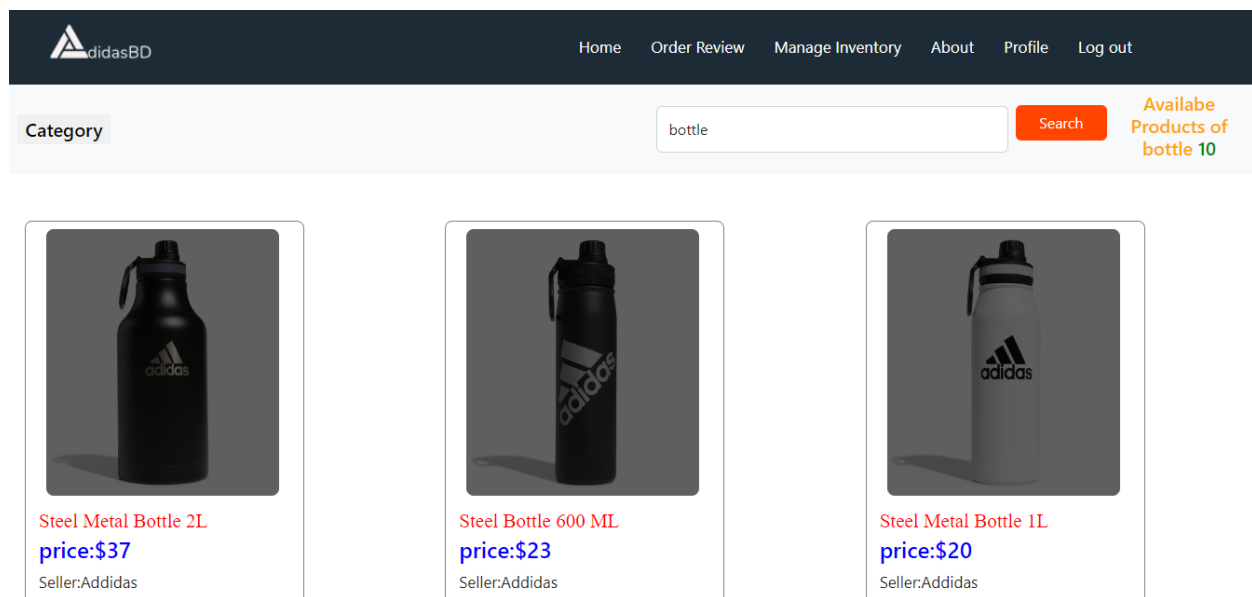 AdidasBD
Home Order Review Manage Inventory About Profile Log out
Category
bottle
Search
Availabe
Products of
bottle 10
adidas
adidas
adidas
Steel Metal Bottle 2L
price:$37
Seller:Addidas
Steel Bottle 600 ML
price:$23
Seller:Addidas
Steel Metal Bottle 1L
price:$20
Seller:Addidas